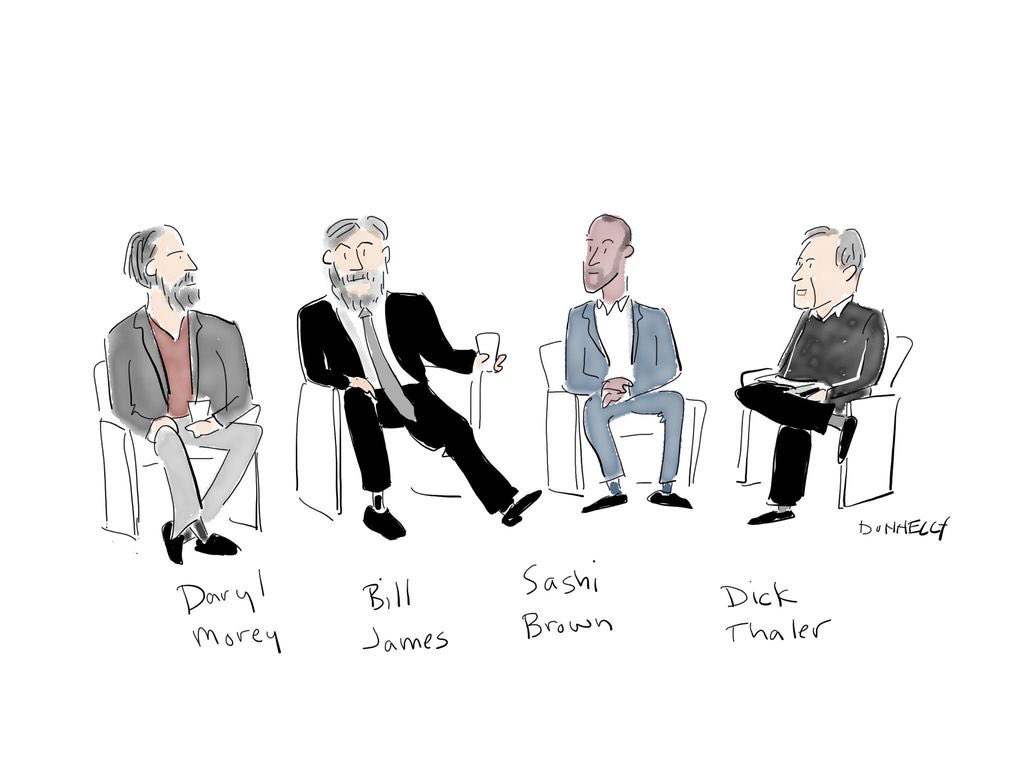 DONNELLY
Daryl
Morey
Bill
James
Sashi
Brown
Dick
Thaler